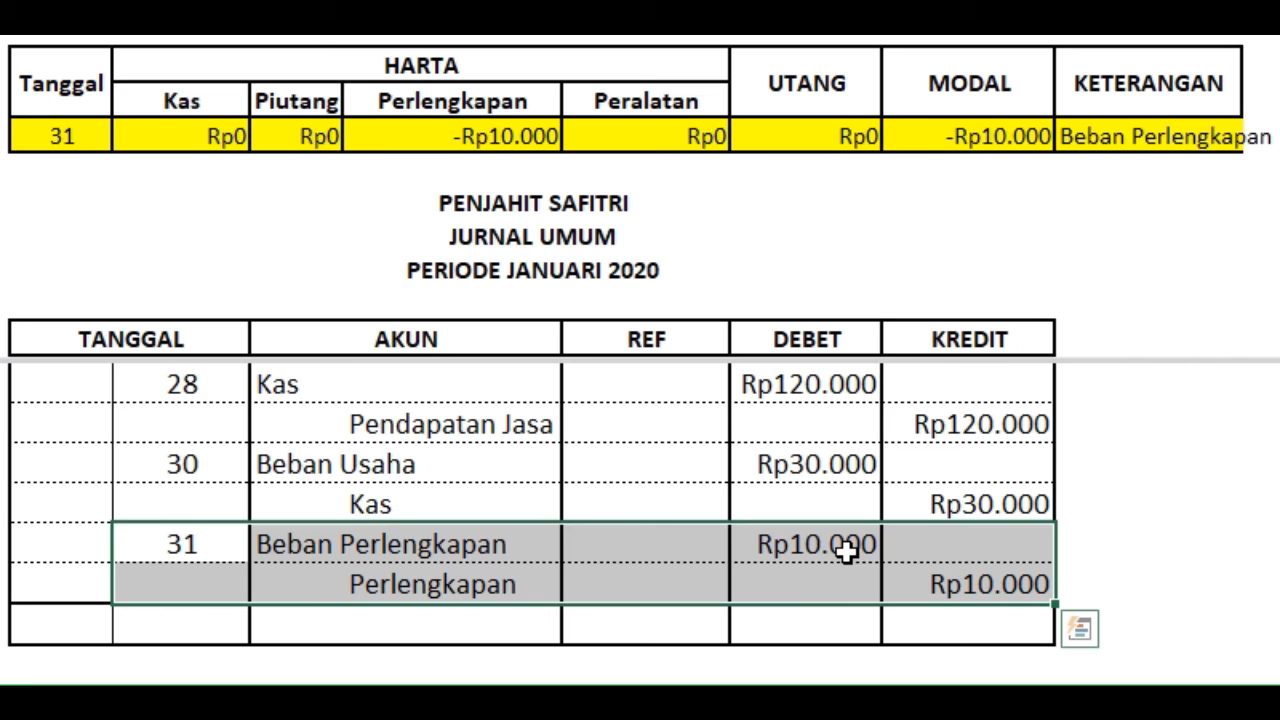 HARTA
Tanggal UTANG MODAL KETERANGAN
Kas Piutang Perlengkapan Peralatan
31 Rp0 Rp0 -Rp10.000 Rp0 Rp0 -Rp10.000 Beban Perlengkapan
PENJAHIT SAFITRI
JURNAL UMUM
PERIODE JANUARI 2020
TANGGAL AKUN REF DEBET KREDIT
28 Kas Rp120.000
Pendapatan Jasa Rp120.000
30 Beban Usaha Rp30.000
Kas Rp30.000
31 Beban Perlengkapan Rp10.000
Perlengkapan Rp10.000